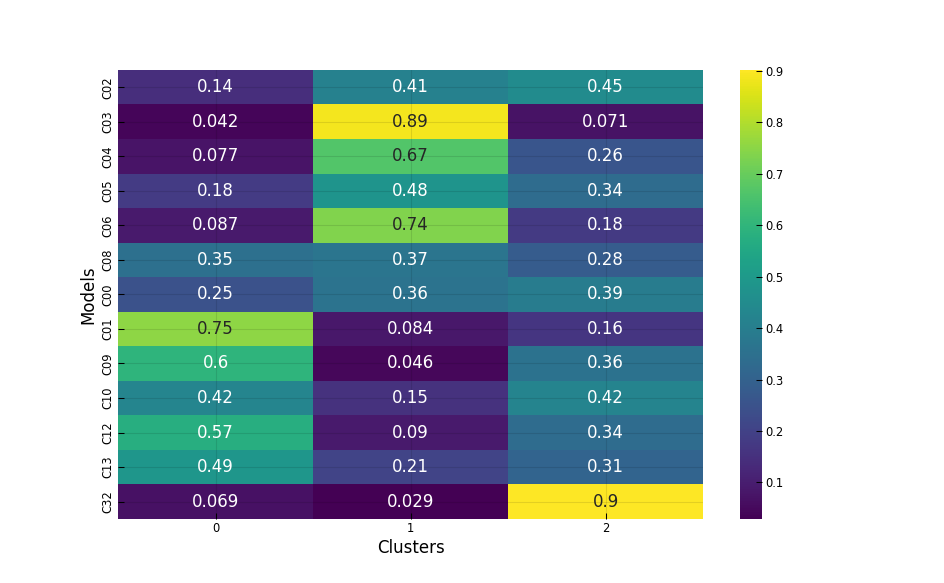 C02 0.14 0.41 0.45
C03 0.042 0.89 0.071
C04 0.077 0.67 0.26
C05 0.18 0.48 0.34
C06 0.087 0.74 0.18
C08 0.35 0.37 0.28
C00 0.25 0.36 0.39
C01 0.75 0.084 0.16
C09 0.6 0.046 0.36
C10 0.42 0.15 0.42
C12 0.57 0.09 0.34
C13 0.49 0.21 0.31
C32 0.069 0.029 0.9
0 1 2
Clusters
Models
0.9
0.8
0.7
0.6
0.5
0.4
0.3
0.2
0.1